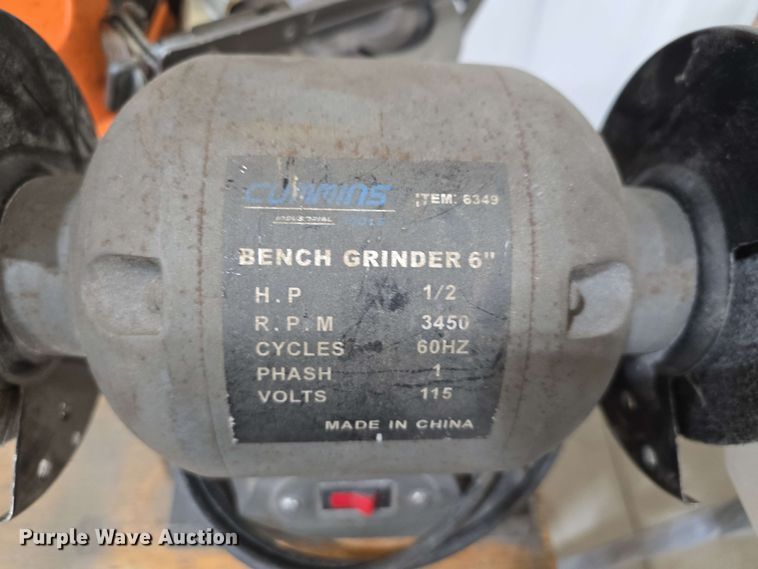 CUMMINS ITEM: 6349
INDUSTRIAL TOOLS
BENCH GRINDER 6"
H.P 1/2
R.P.M 3450
CYCLES 60HZ
PHASH 1
VOLTS 115
MADE IN CHINA
Purple Wave Auction